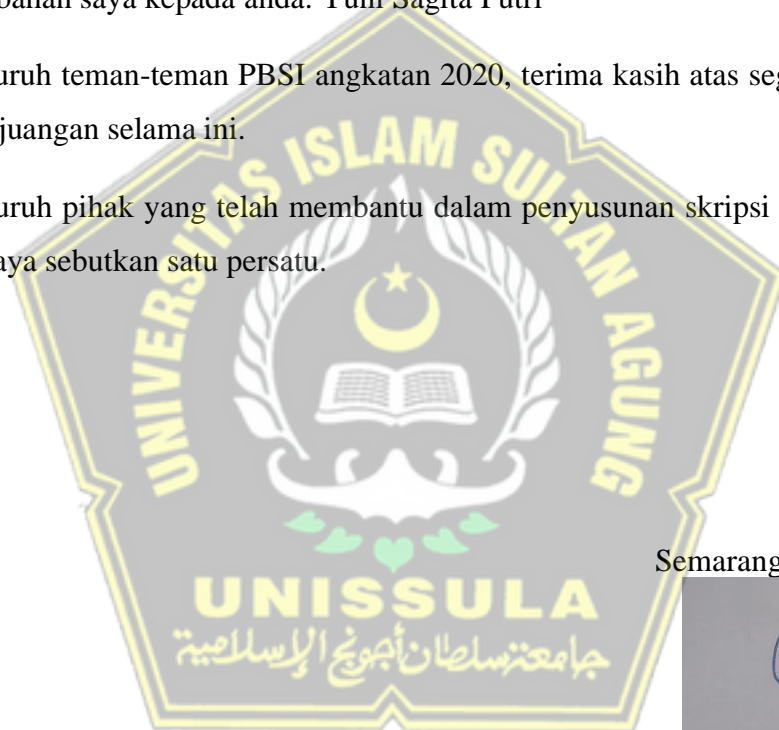 saya kepada anda. Yuni Sagita Putri
uruh teman-teman PBSI angkatan 2020, terima kasih atas seg
juangan selama ini.
uruh pihak yang telah membantu dalam penyusunan skripsi
aya sebutkan satu persatu.
UNIVERSITAS ISLAM SULTAN AGUNG
Semarang
UNISSULA
جامعة سلطان أجونج الإسلامية